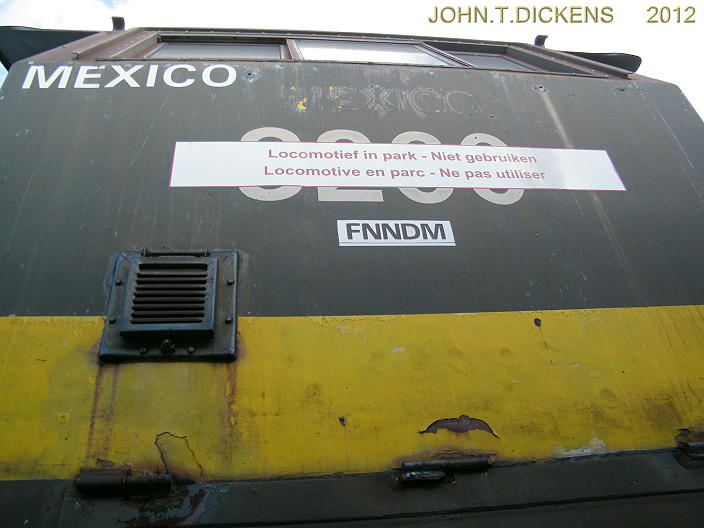 JOHN.T.DICKENS 2012
MEXICO
MEXICO
Locomotief in park - Niet gebruiken
Locomotive en parc - Ne pas utiliser
FNNDM